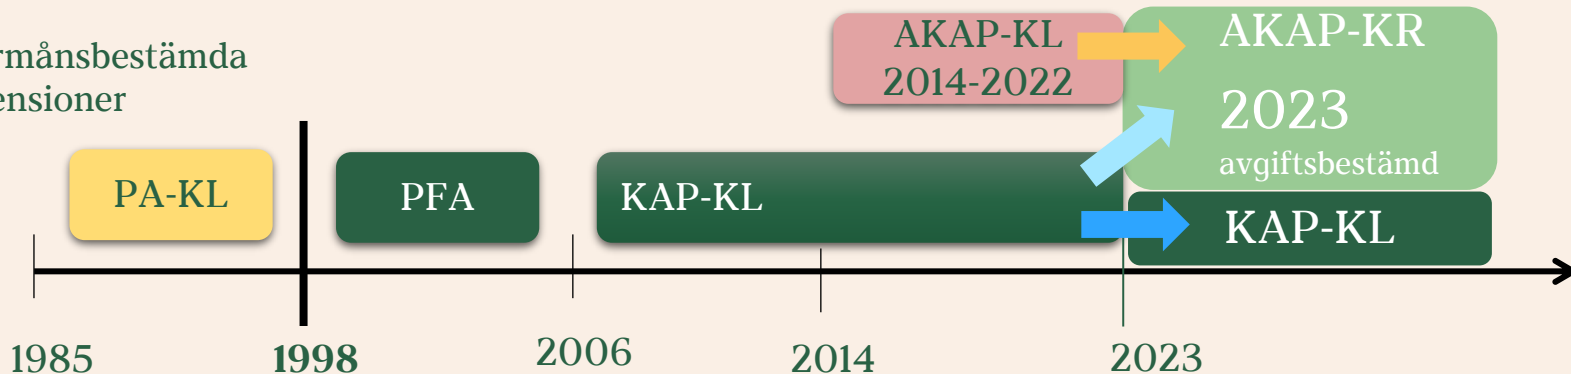 rmånsbestämda
ensioner
AKAP-KL
2014-2022
AKAP-KR
2023
avgiftsbestämd
PA-KL
PFA
KAP-KL
KAP-KL
1985
1998
2006
2014
2023